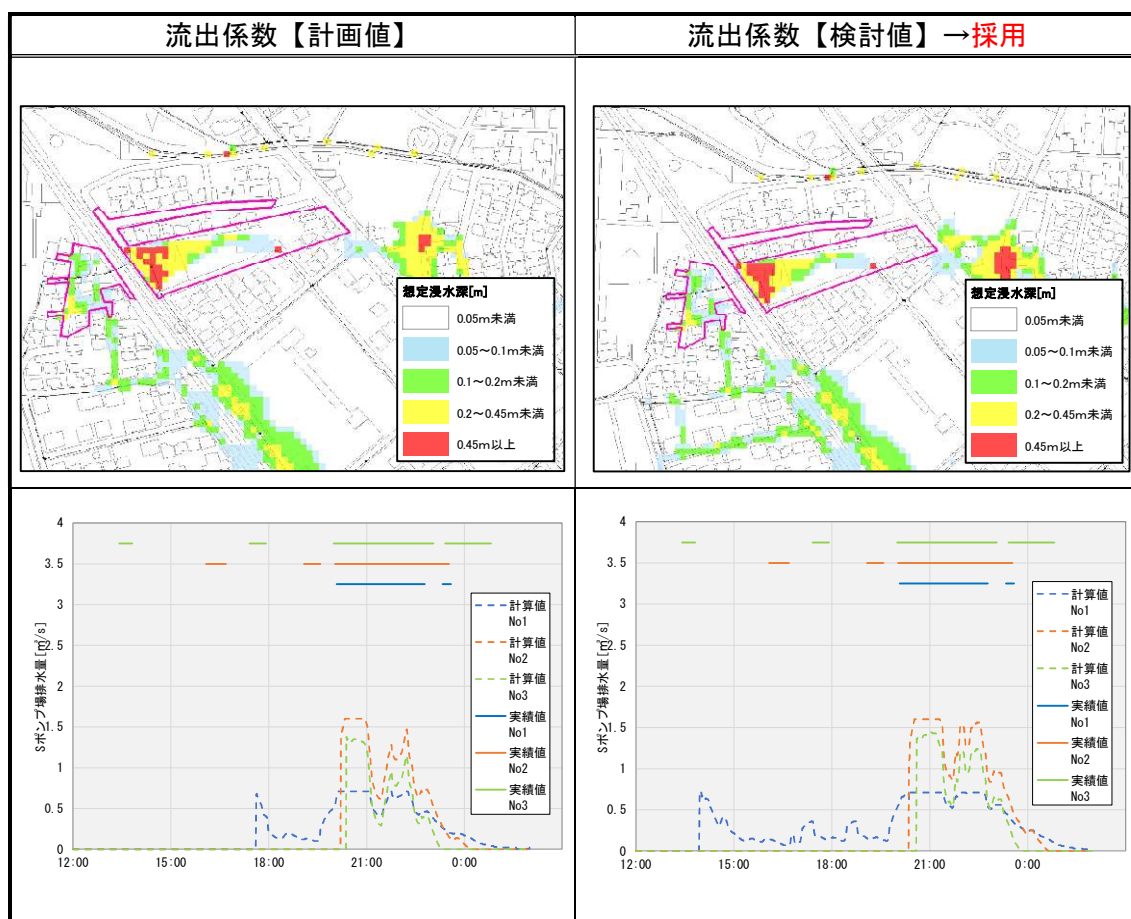 流出係数【計画値】
流出係数【検討値】→採用
想定浸水深[m]
0.05m未満
0.05～0.1m未満
0.1～0.2m未満
0.2～0.45m未満
0.45m以上
想定浸水深[m]
0.05m未満
0.05～0.1m未満
0.1～0.2m未満
0.2～0.45m未満
0.45m以上
Sポンプ場排水量[㎥/s]
4
3.5
3
2.5
2
1.5
1
0.5
0
12:00
15:00
18:00
21:00
0:00
計算値
No1
計算値
No2
計算値
No3
実績値
No1
実績値
No2
実績値
No3
Sポンプ場排水量[㎥/s]
4
3.5
3
2.5
2
1.5
1
0.5
0
12:00
15:00
18:00
21:00
0:00
計算値
No1
計算値
No2
計算値
No3
実績値
No1
実績値
No2
実績値
No3